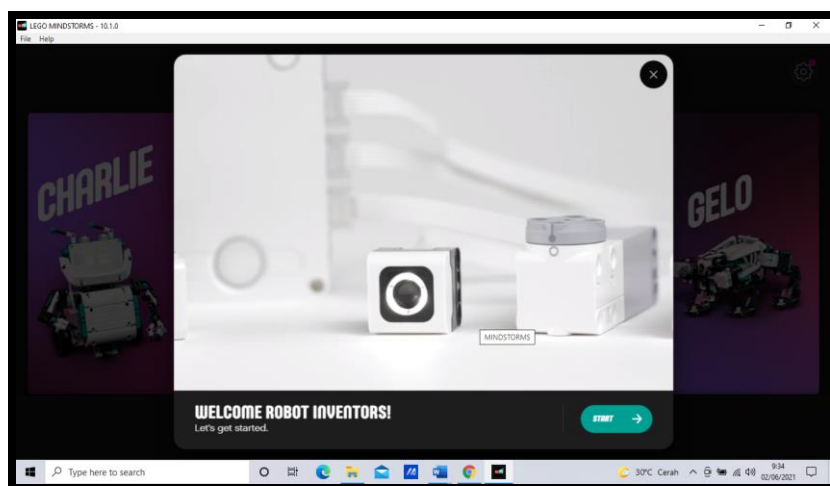 LEGO MINDSTORMS - 10.1.0
File Help
CHARLIE
GELO
MINDSTORMS
WELCOME ROBOT INVENTORS!
Let's get started.
START
Type here to search
30°C Cerah
9:34
02/06/2021